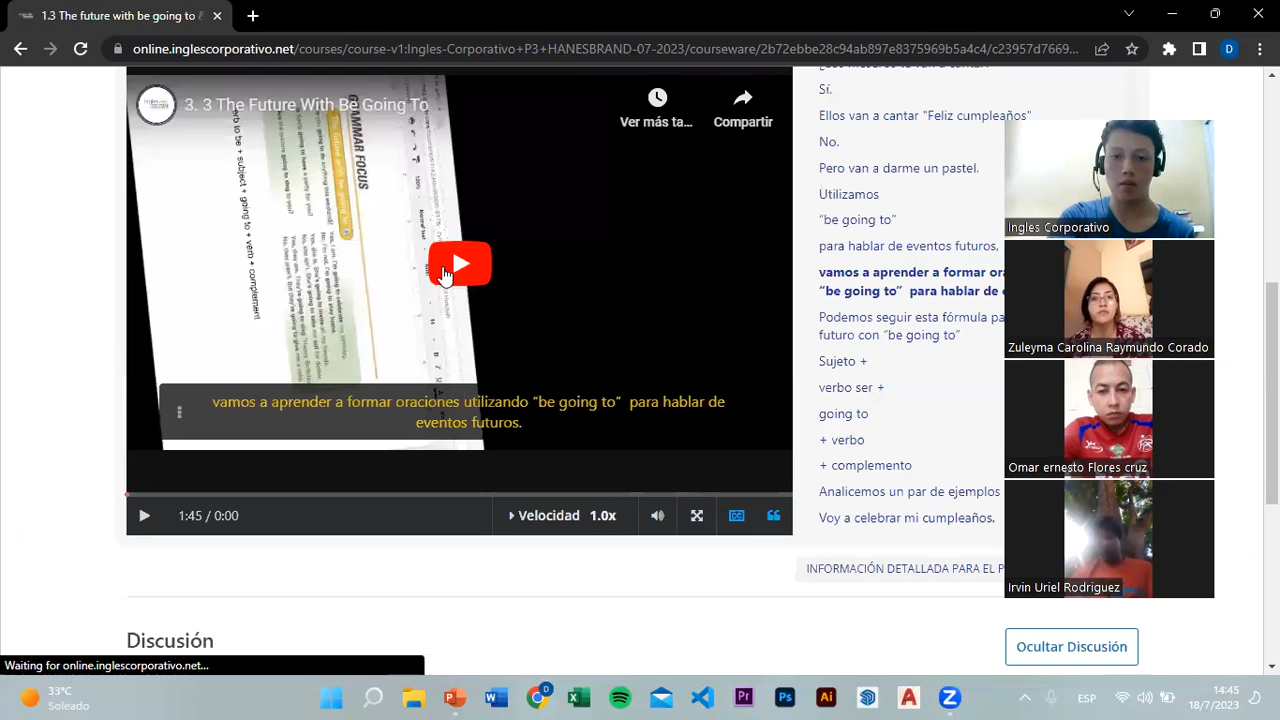 1.3 The future with be going to
online.inglescorporativo.net/courses/course-v1:Ingles-Corporativo+P3+HANESBRAND-07-2023/courseware/2b72ebbe28c94ab897e8375969b5a4c4/c23957d7669...
D
3. 3 The Future With Be Going To
Ver más ta...
Compartir
GRAMMAR FOCUS
vamos a aprender a formar oraciones utilizando “be going to” para hablar de
eventos futuros.
1:45 / 0:00
Velocidad 1.0x
Sí.
Ellos van a cantar "Feliz cumpleaños"
No.
Pero van a darme un pastel.
Utilizamos
“be going to”
para hablar de eventos futuros,
vamos a aprender a formar ora
“be going to” para hablar de e
Podemos seguir esta fórmula pa
futuro con “be going to”
Sujeto +
verbo ser +
going to
+ verbo
+ complemento
Analicemos un par de ejemplos
Voy a celebrar mi cumpleaños.
INFORMACIÓN DETALLADA PARA EL P
Ingles Corporativo
Zuleyma Carolina Raymundo Corado
Omar ernesto Flores cruz
Irvin Uriel Rodriguez
Discusión
Ocultar Discusión
Waiting for online.inglescorporativo.net...
33°C
Soleado
ESP
14:45
18/7/2023